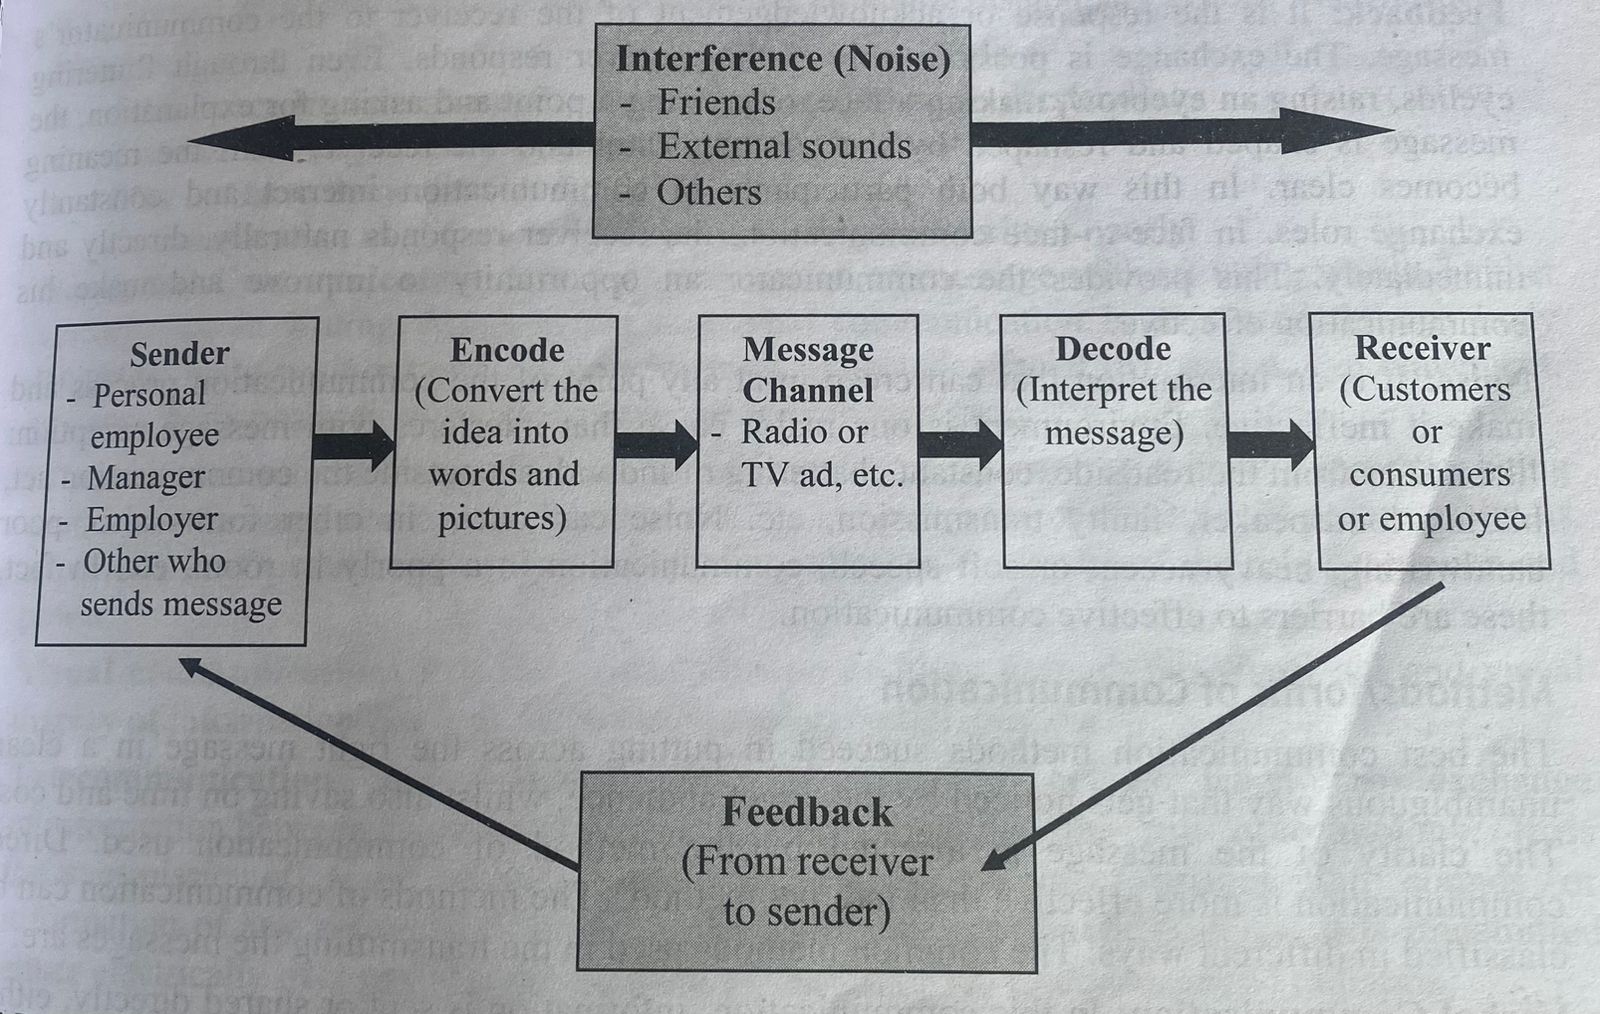 Interference (Noise)
- Friends
- External sounds
- Others
Sender
- Personal
employee
- Manager
- Employer
- Other who
sends message
Encode
(Convert the
idea into
words and
pictures)
Message
Channel
- Radio or
TV ad, etc.
Decode
(Interpret the
message)
Receiver
(Customers
or
consumers
or employee
Feedback
(From receiver
to sender)